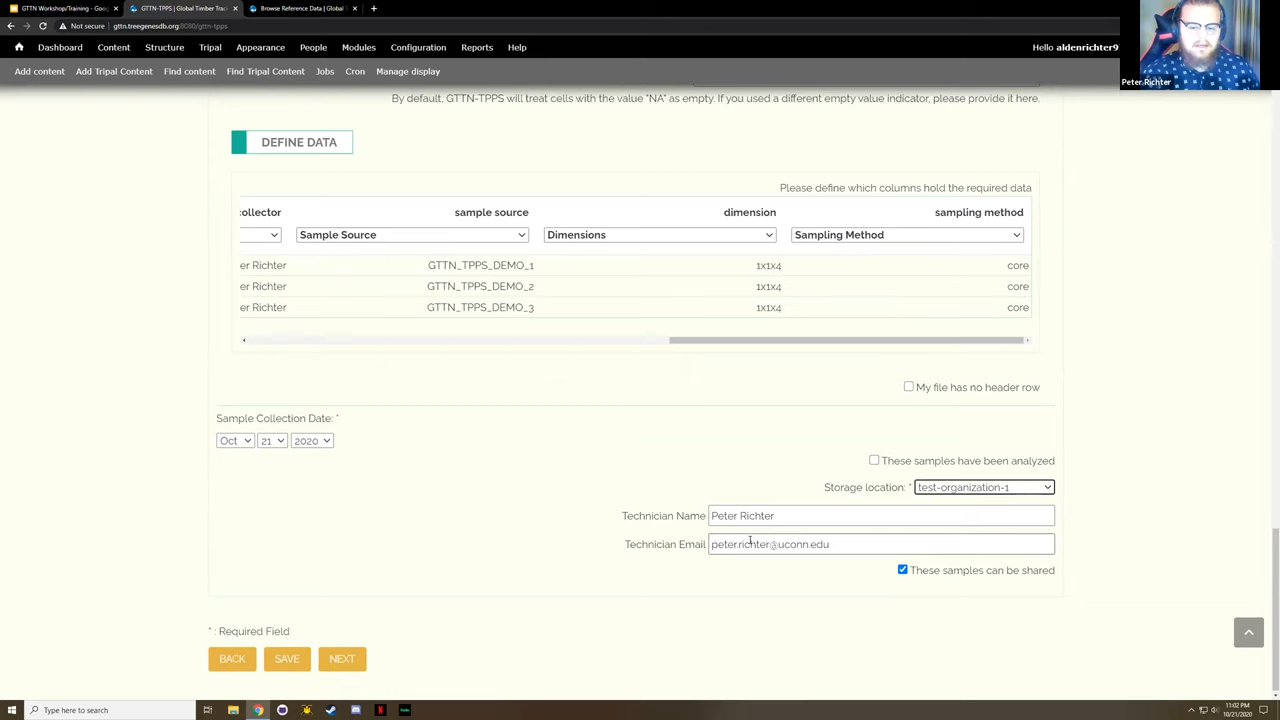 GTTN Workshop/Training - Goog
GTTN-TPPS | Global Timber Trac
Browse Reference Data | Global T
Not secure | gttn.treegenesdb.org:8080/gttn-tpps
Dashboard Content Structure Tripal Appearance People Modules Configuration Reports Help
Hello aldenrichter9
Add content Add Tripal Content Find content Find Tripal Content Jobs Cron Manage display
Peter Richter
By default, GTTN-TPPS will treat cells with the value "NA" as empty. If you used a different empty value indicator, please provide it here.
DEFINE DATA
Please define which columns hold the required data
collector sample source dimension sampling method
Sample Source Dimensions Sampling Method
er Richter GTTN_TPPS_DEMO_1 1x1x4 core
er Richter GTTN_TPPS_DEMO_2 1x1x4 core
er Richter GTTN_TPPS_DEMO_3 1x1x4 core
My file has no header row
Sample Collection Date: *
Oct 21 2020
These samples have been analyzed
Storage location: * test-organization-1
Technician Name Peter Richter
Technician Email peter.richter@uconn.edu
These samples can be shared
* : Required Field
BACK SAVE NEXT
Type here to search
11:02 PM
10/21/2020